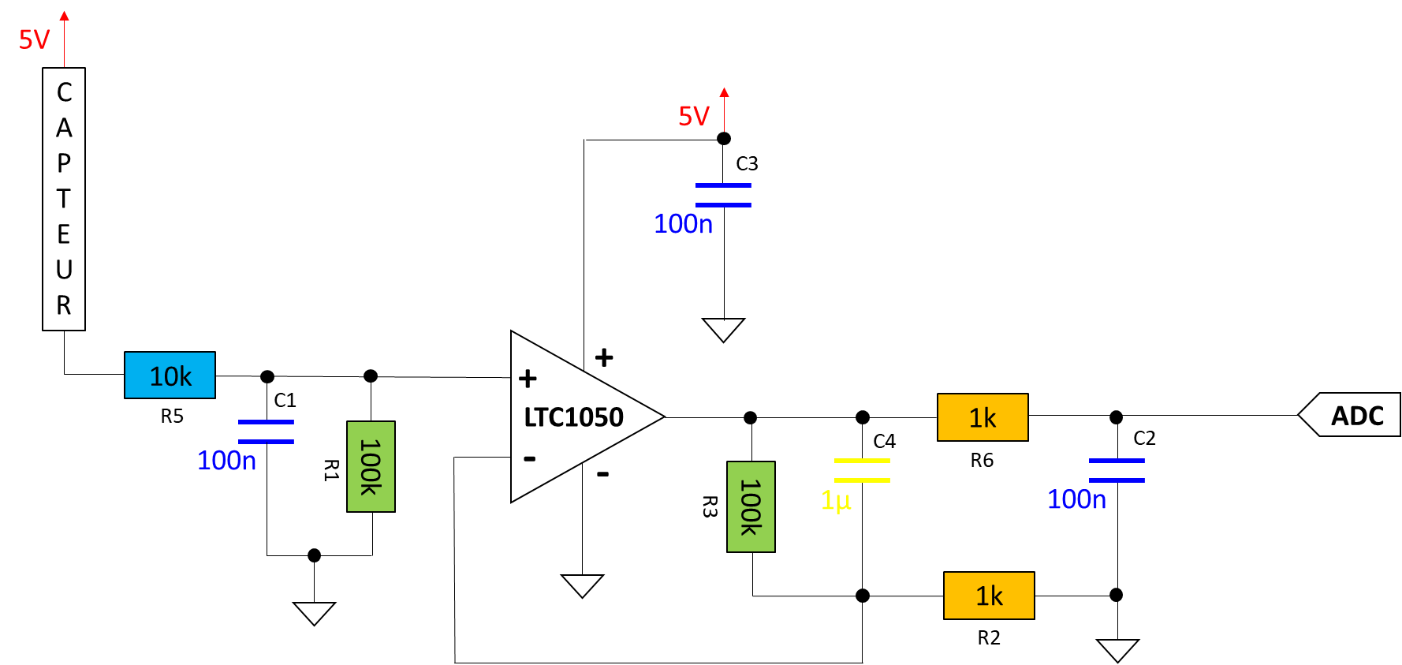 5V
CAPTEUR
5V
C3
100n
10k
R5
C1
100n
R1
100k
+
-
LTC1050
+
-
R3
100k
C4
1µ
1k
R6
C2
100n
1k
R2
ADC